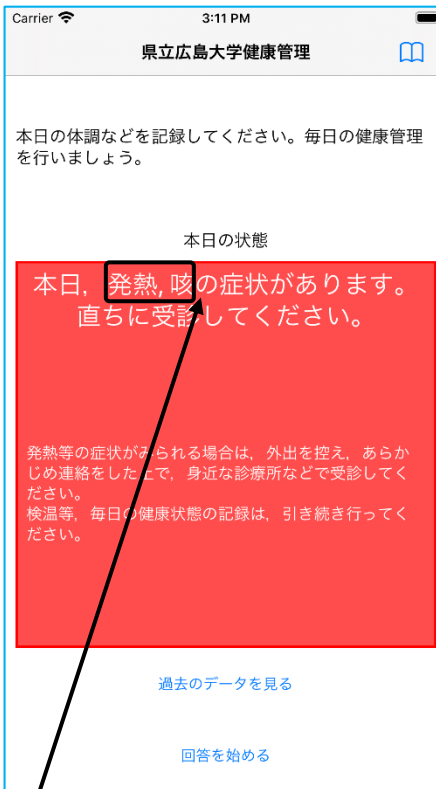 Carrier 3:11 PM
県立広島大学健康管理
本日の体調などを記録してください。毎日の健康管理
を行いましょう。
本日の状態
本日，発熱, 咳の症状があります。
直ちに受診してください。
発熱等の症状がみられる場合は，外出を控え，あらか
じめ連絡をした上で，身近な診療所などで受診してく
ださい。
検温等，毎日の健康状態の記録は，引き続き行ってく
ださい。
過去のデータを見る
回答を始める